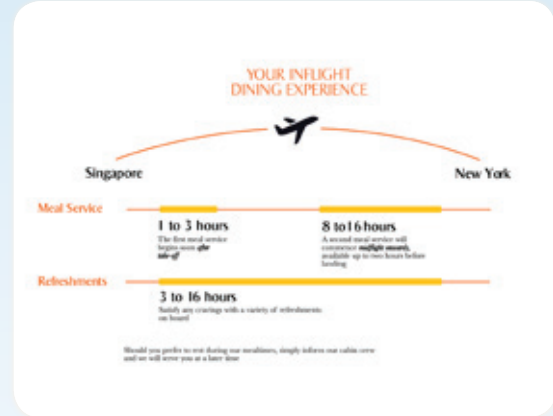 YOUR INFLIGHT
DINING EXPERIENCE
Singapore
New York
Meal Service
1 to 3 hours
The first meal service
begins soon after
take-off
8 to 16 hours
A second meal service will
commence midflight onwards,
available up to two hours before
landing
Refreshments
3 to 16 hours
Satisfy any cravings with a variety of refreshments
on board
Should you prefer to rest during our mealtimes, simply inform our cabin crew
and we will serve you at a later time